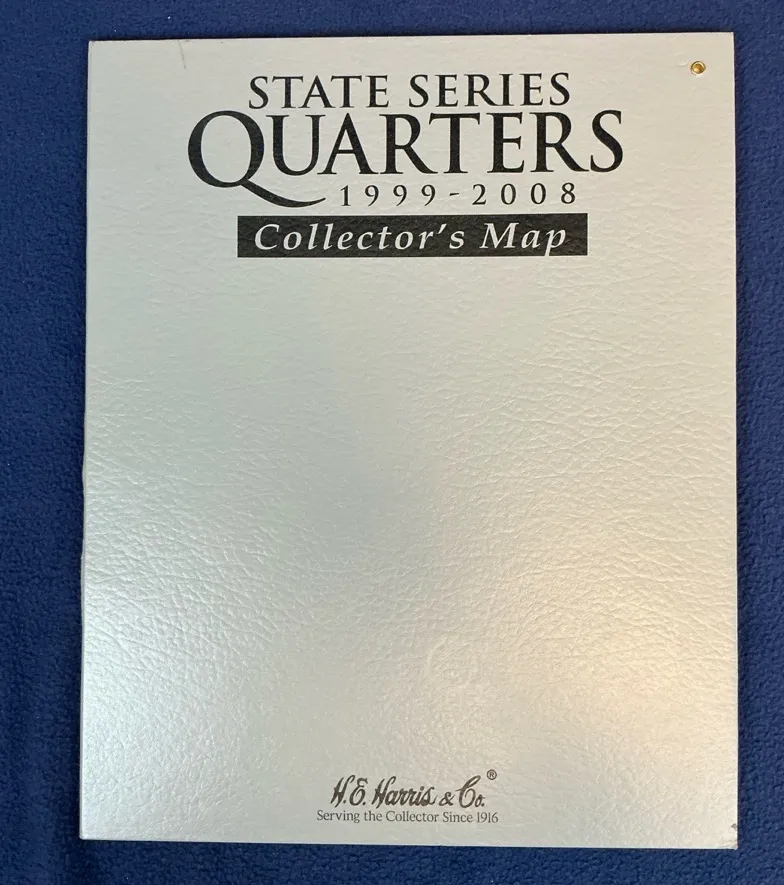 STATE SERIES
QUARTERS
1999-2008
Collector's Map
H.E. Harris & Co.®
Serving the Collector Since 1916